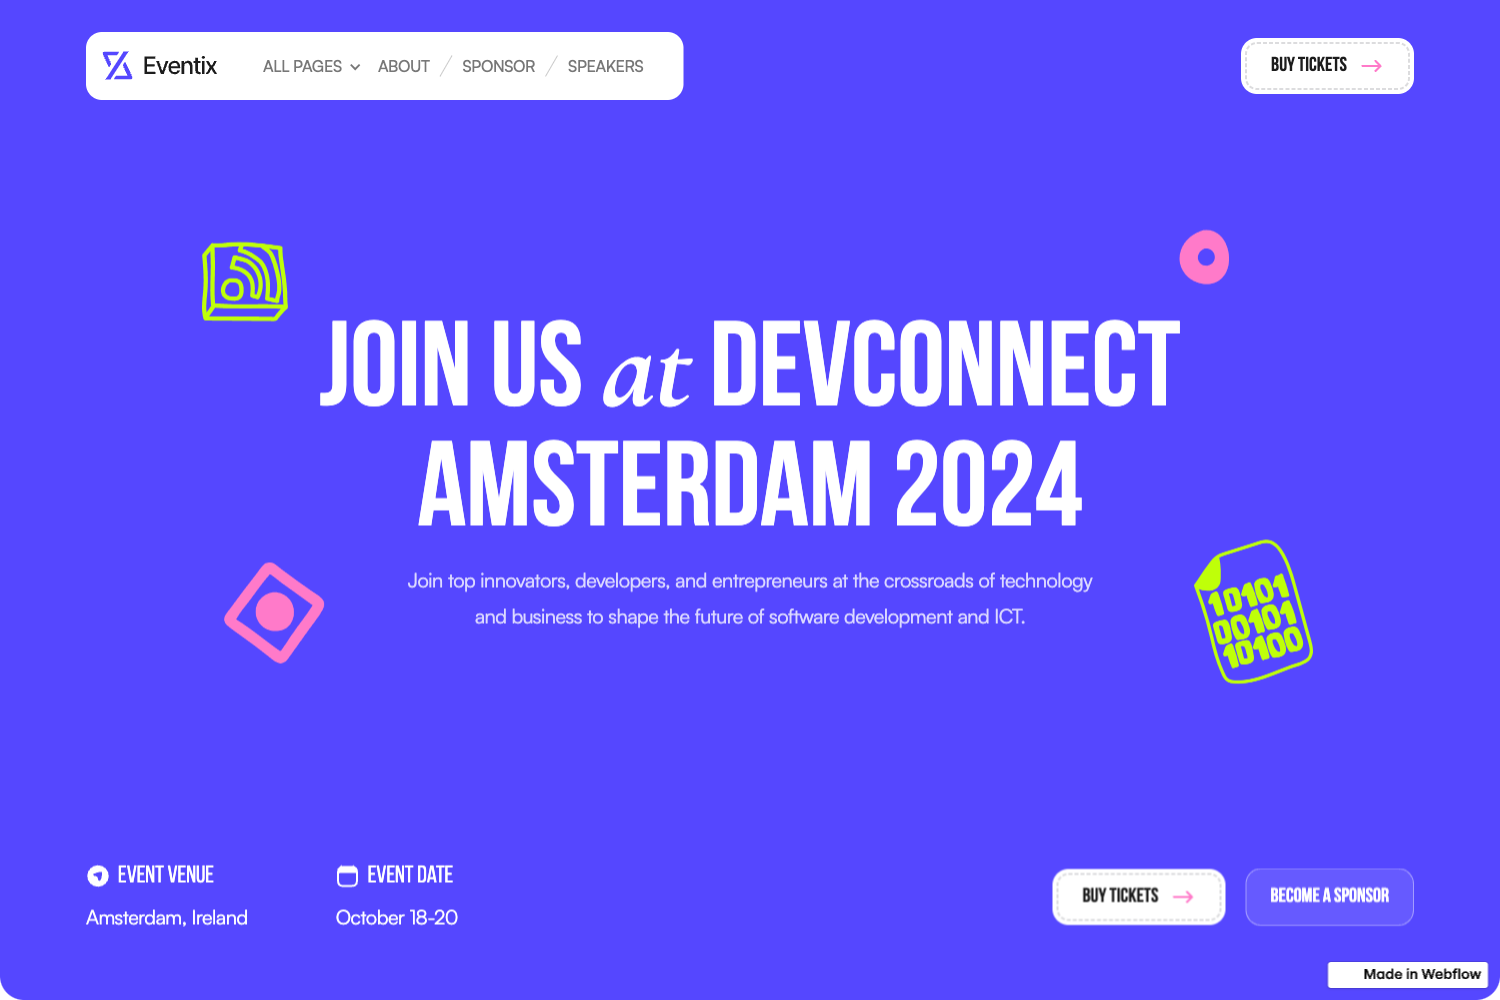 Eventix
ALL PAGES
ABOUT
SPONSOR
SPEAKERS
BUY TICKETS
JOIN US at DEVCONNECT
AMSTERDAM 2024
Join top innovators, developers, and entrepreneurs at the crossroads of technology
and business to shape the future of software development and ICT.
10101
00101
10100
EVENT VENUE
Amsterdam, Ireland
EVENT DATE
October 18-20
BUY TICKETS
BECOME A SPONSOR
Made in Webflow